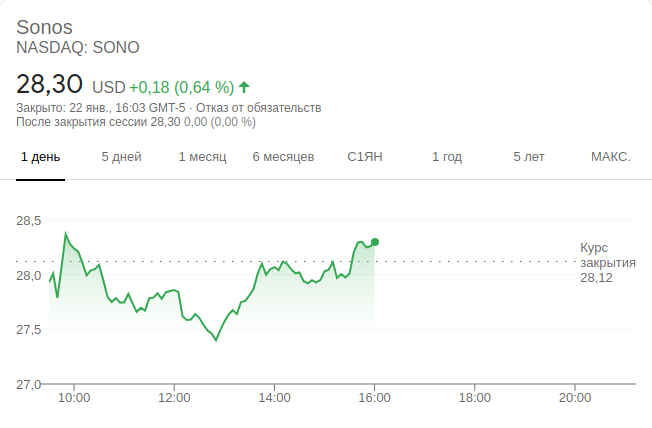 Sonos
NASDAQ: SONO
28,30 USD +0,18 (0,64 %)
Закрыто: 22 янв., 16:03 GMT-5 · Отказ от обязательств
После закрытия сессии 28,30 0,00 (0,00 %)
1 день 5 дней 1 месяц 6 месяцев С1ЯН 1 год 5 лет МАКС.
28,5
Курс
закрытия
28,12
28,0
27,5
27,0
10:00 12:00 14:00 16:00 18:00 20:00